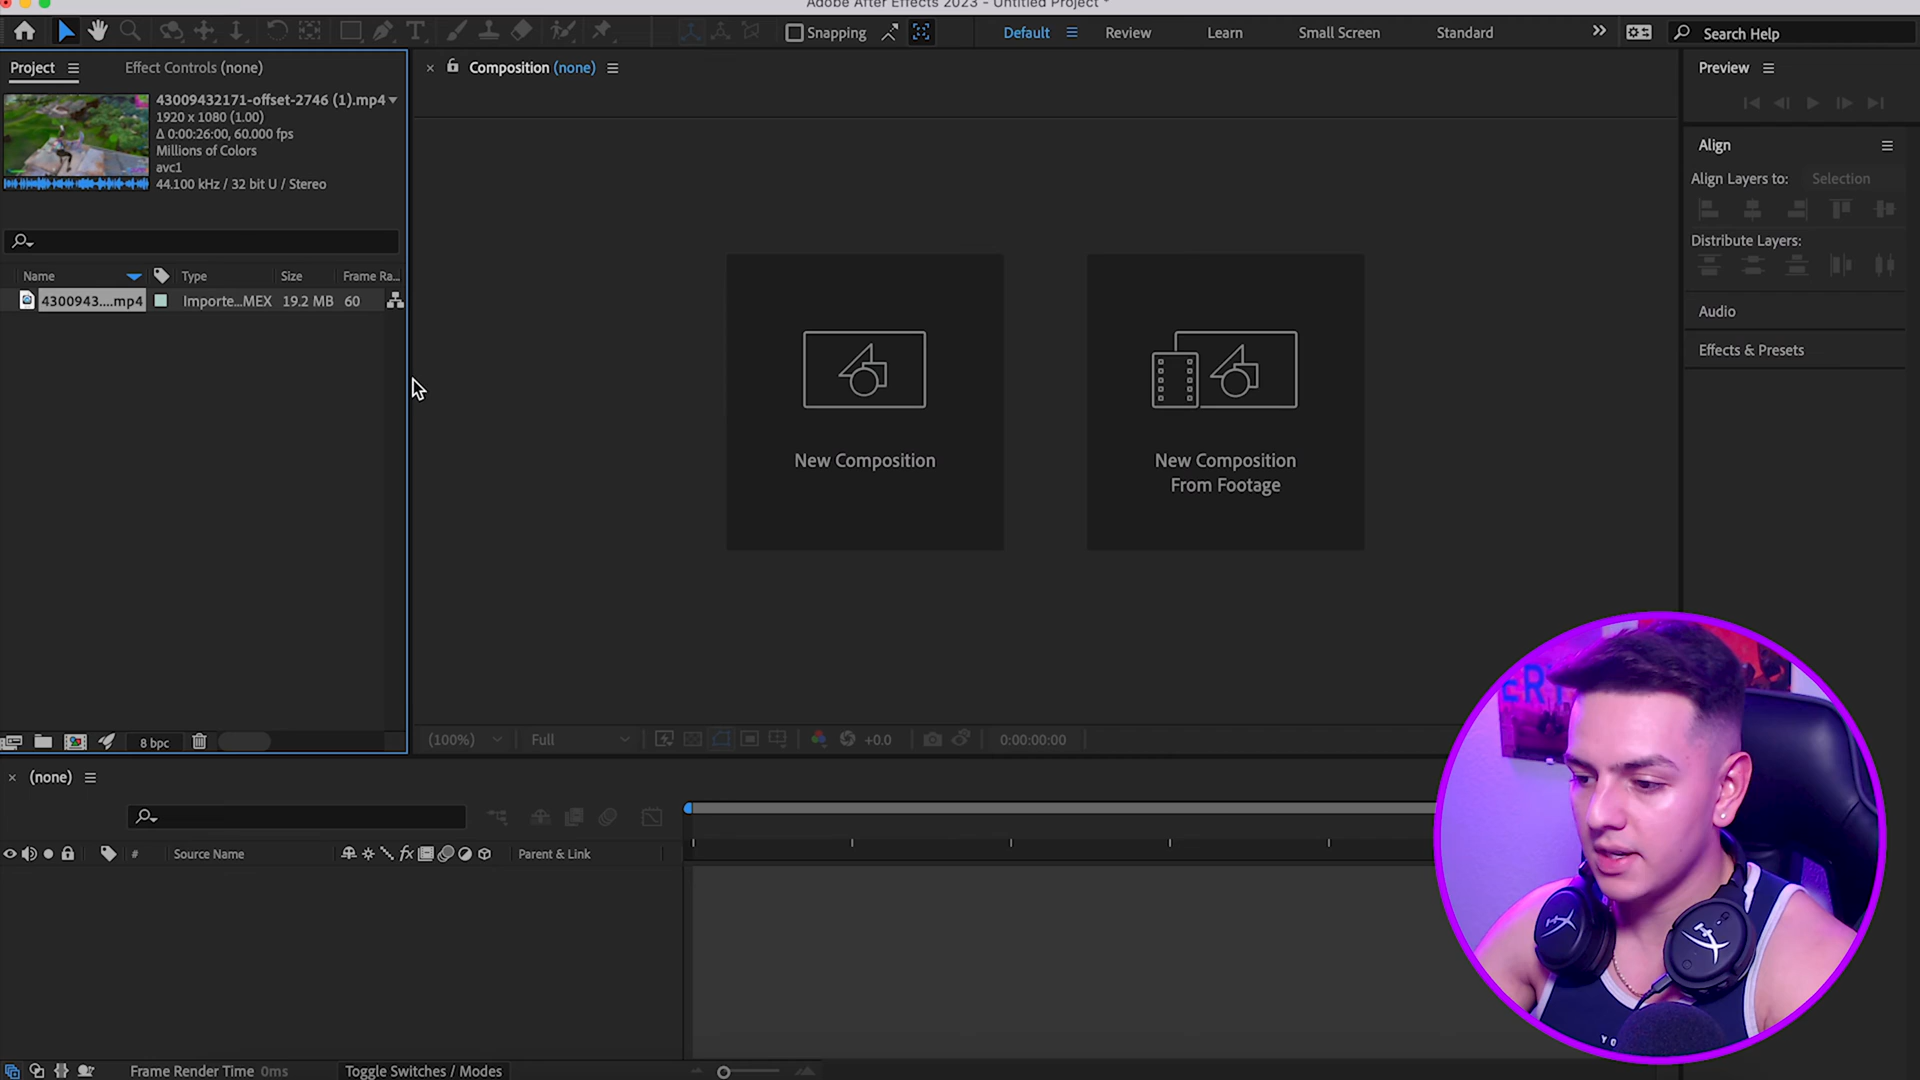 Adobe After Effects 2023 - Untitled Project *
Snapping
Default
Review
Learn
Small Screen
Standard
Search Help
Project
Effect Controls (none)
Composition (none)
Preview
43009432171-offset-2746 (1).mp4
1920 x 1080 (1.00)
Δ 0:00:26:00, 60.000 fps
Millions of Colors
avc1
44.100 kHz / 32 bit U / Stereo
Align
Align Layers to:
Selection
Distribute Layers:
Name
Type
Size
Frame Ra...
4300943....mp4
Importe...MEX
19.2 MB
60
Audio
Effects & Presets
New Composition
New Composition
From Footage
8 bpc
(100%)
Full
+0.0
0:00:00:00
(none)
#
Source Name
fx
Parent & Link
Frame Render Time 0ms
Toggle Switches / Modes